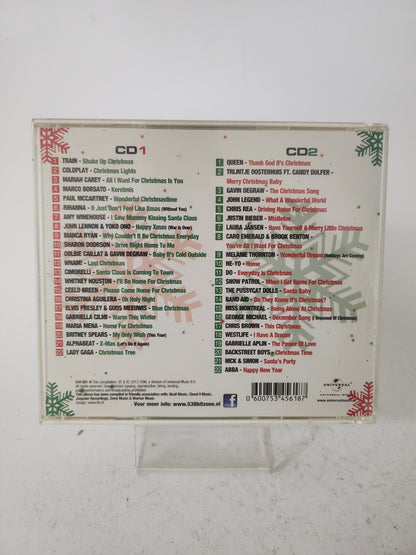 CD1
1 TRAIN - Shake Up Christmas
2 COLDPLAY - Christmas Lights
3 MARIAH CAREY - All I Want For Christmas Is You
4 MARCO BORSATO - Kerstmis
5 PAUL MCCARTNEY - Wonderful Christmastime
6 RIHANNA - It Just Don't Feel Like Xmas (Without You)
7 AMY WINEHOUSE - I Saw Mummy Kissing Santa Claus
8 JOHN LENNON & YOKO ONO - Happy Xmas (War Is Over)
9 BIANCA RYAN - Why Couldn't It Be Christmas Everyday
10 SHARON DOORSON - Drive Right Home To Me
11 COLBIE CAILLAT & GAVIN DEGRAW - Baby It's Cold Outside
12 WHAM! - Last Christmas
13 CIMORELLI - Santa Claus Is Coming To Town
14 WHITNEY HOUSTON - I'll Be Home For Christmas
15 CEELO GREEN - Please Come Home For Christmas
16 CHRISTINA AGUILERA - Oh Holy Night
17 ELVIS PRESLEY & GUUS MEEUWIS - Blue Christmas
18 GABRIELLA CILMI - Warm This Winter
19 MARIA MENA - Home For Christmas
20 BRITNEY SPEARS - My Only Wish (This Year)
21 ALPHABEAT - X-Mas (Let's Do It Again)
22 LADY GAGA - Christmas Tree
CD2
1 QUEEN - Thank God It's Christmas
2 TRIJNTJE OOSTERHUIS FT. CANDY DULFER -
Merry Christmas Baby
3 GAVIN DEGRAW - The Christmas Song
4 JOHN LEGEND - What A Wonderful World
5 CHRIS REA - Driving Home For Christmas
6 JUSTIN BIEBER - Mistletoe
7 LAURA JANSEN - Have Yourself A Merry Little Christmas
8 CARO EMERALD & BROOK BENTON -
You're All I Want For Christmas
9 MELANIE THORNTON - Wonderful Dream (Holidays Are Coming)
10 NE-YO - Home
11 DO - Everyday Is Christmas
12 SNOW PATROL - When I Get Home For Christmas
13 THE PUSSYCAT DOLLS - Santa Baby
14 BAND-AID - Do They Know It's Christmas?
15 MISS MONTREAL - Being Alone At Christmas
16 GEORGE MICHAEL - December Song (I Dreamed Of Christmas)
17 CHRIS BROWN - This Christmas
18 WESTLIFE - I Have A Dream
19 GABRIELLE APLIN - The Power Of Love
20 BACKSTREET BOYS - Christmas Time
21 NICK & SIMON - Santa's Party
22 ABBA - Happy New Year
Voor meer info: www.538hitzone.nl
f
0 600753 456187
UNIVERSAL